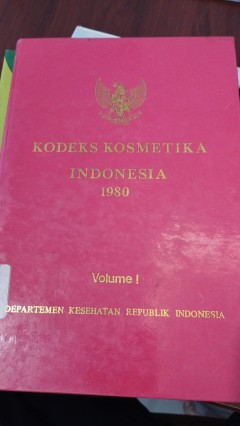 KODEKS KOSMETIKA
INDONESIA
1980
Volume I
DEPARTEMEN KESEHATAN REPUBLIK INDONESIA